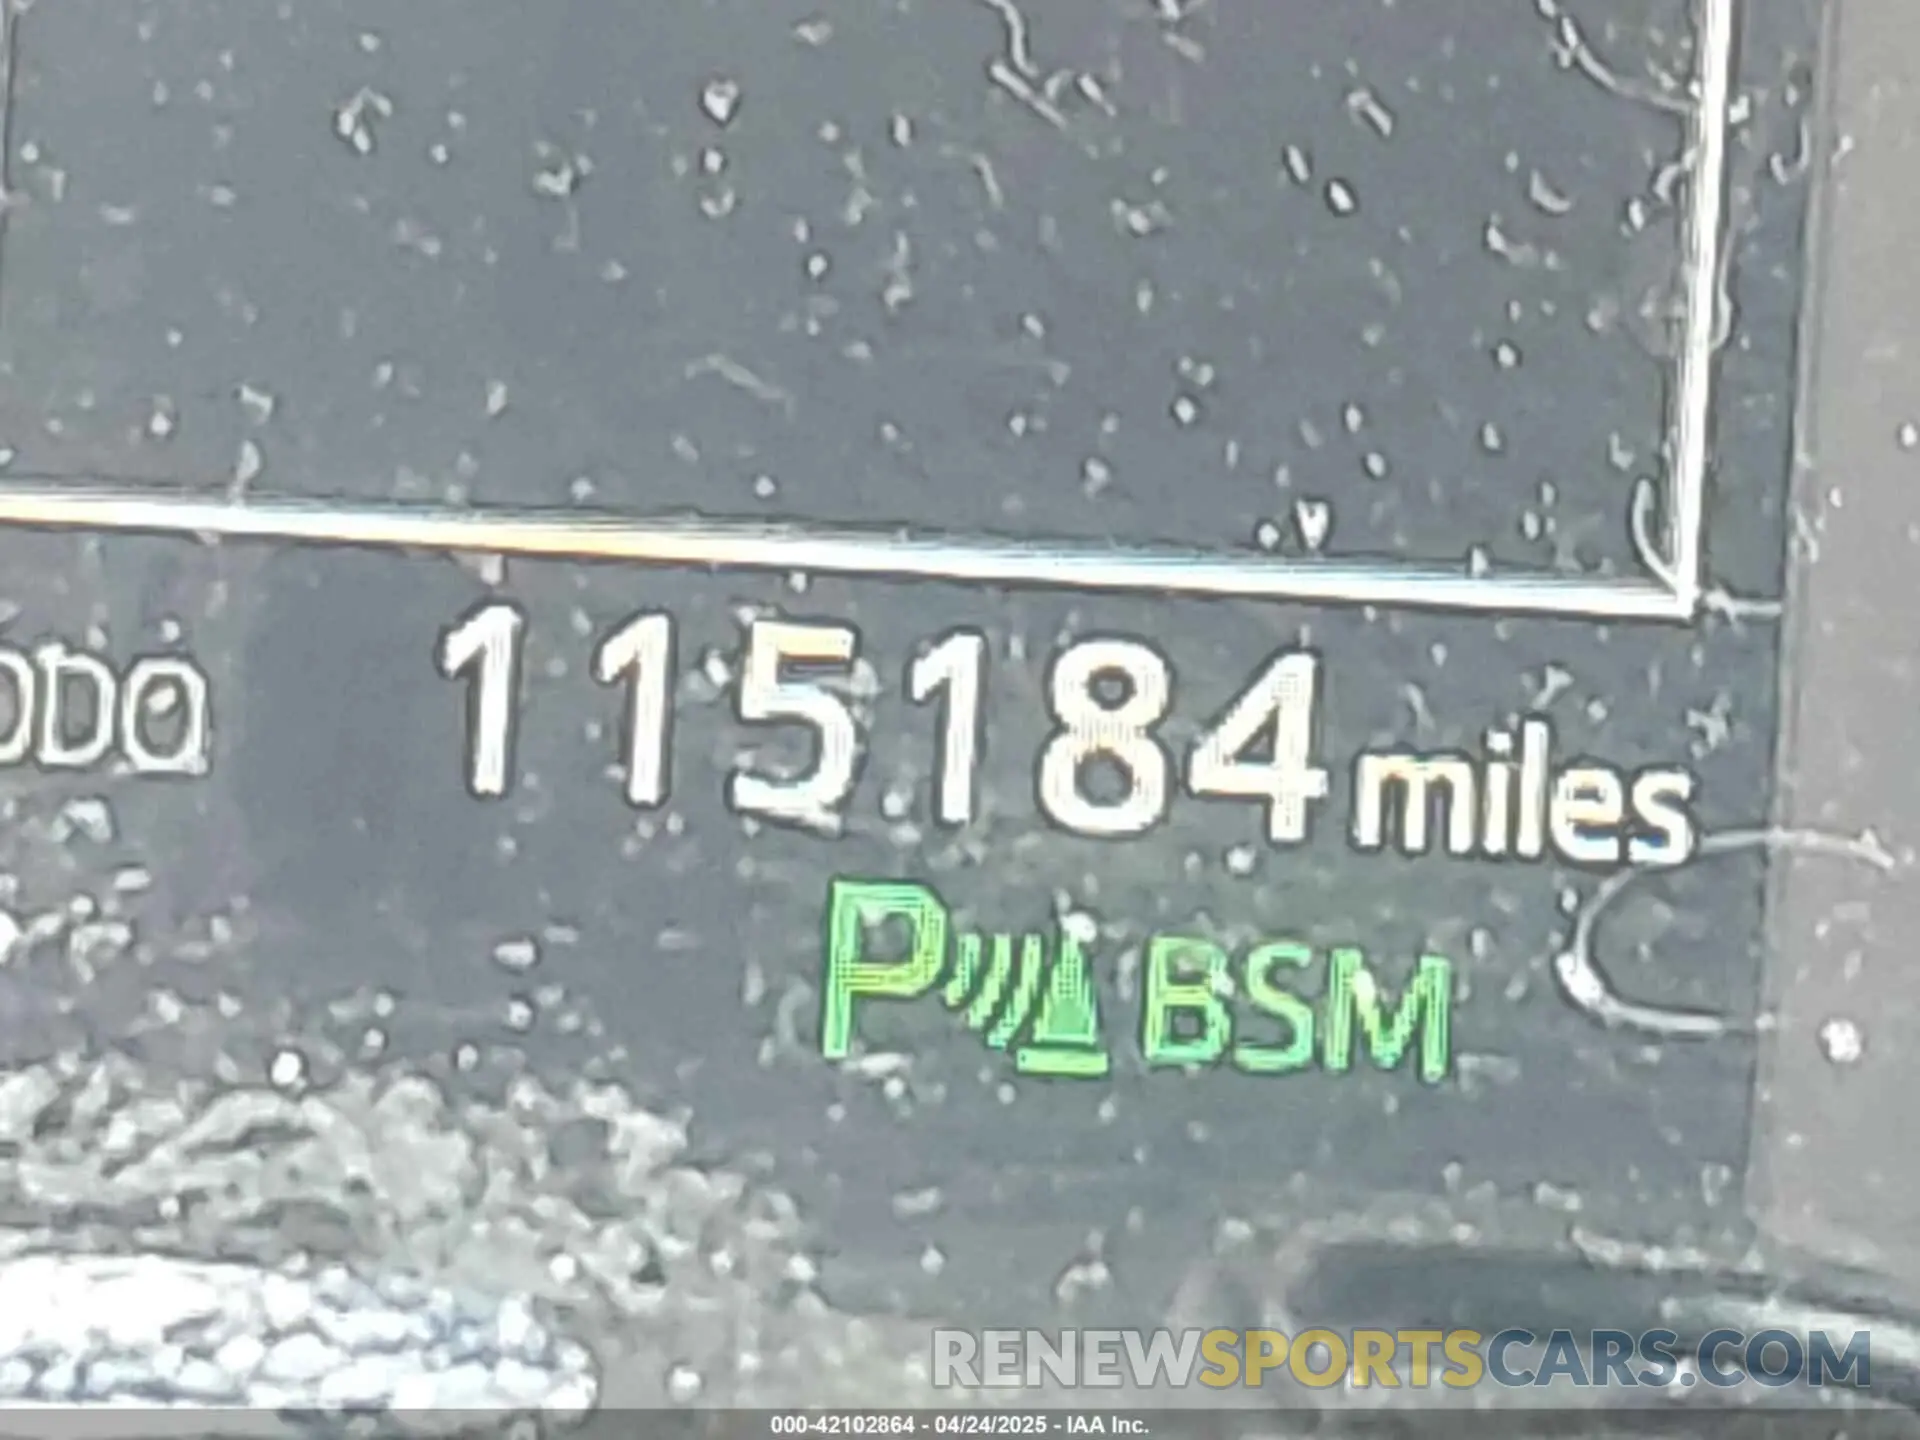 ODO 115184 miles
P BSM
RENEWSPORTSCARS.COM
000-42102864 - 04/24/2025 - IAA Inc.